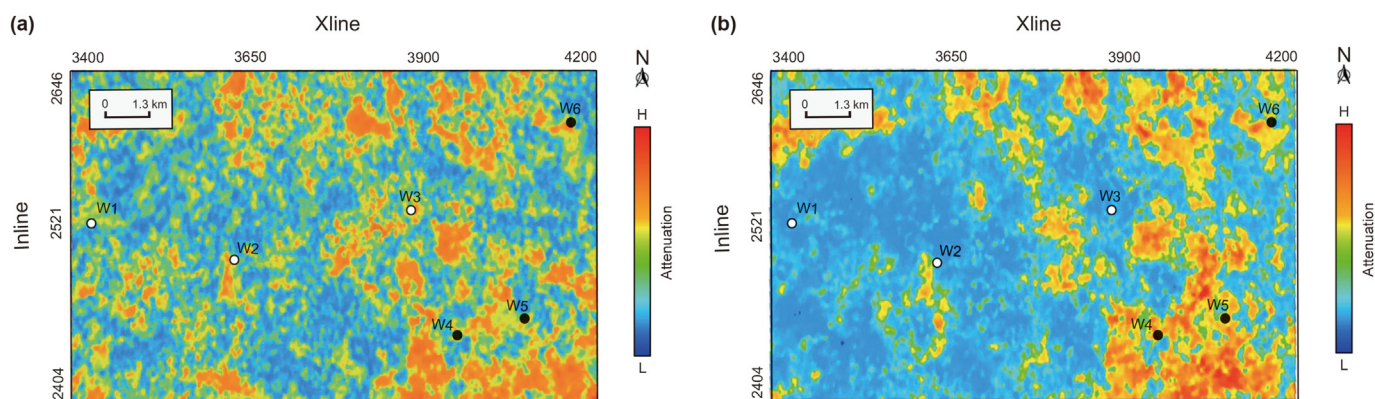 (a)
Xline
3400 3650 3900 4200
N
2646
0 1.3 km
W6
H
W1
W3
2521
Inline
W2
Attenuation
W5
W4
2404
L
(b)
Xline
3400 3650 3900 4200
N
2646
0 1.3 km
W6
H
W1
W3
2521
Inline
W2
Attenuation
W5
W4
2404
L